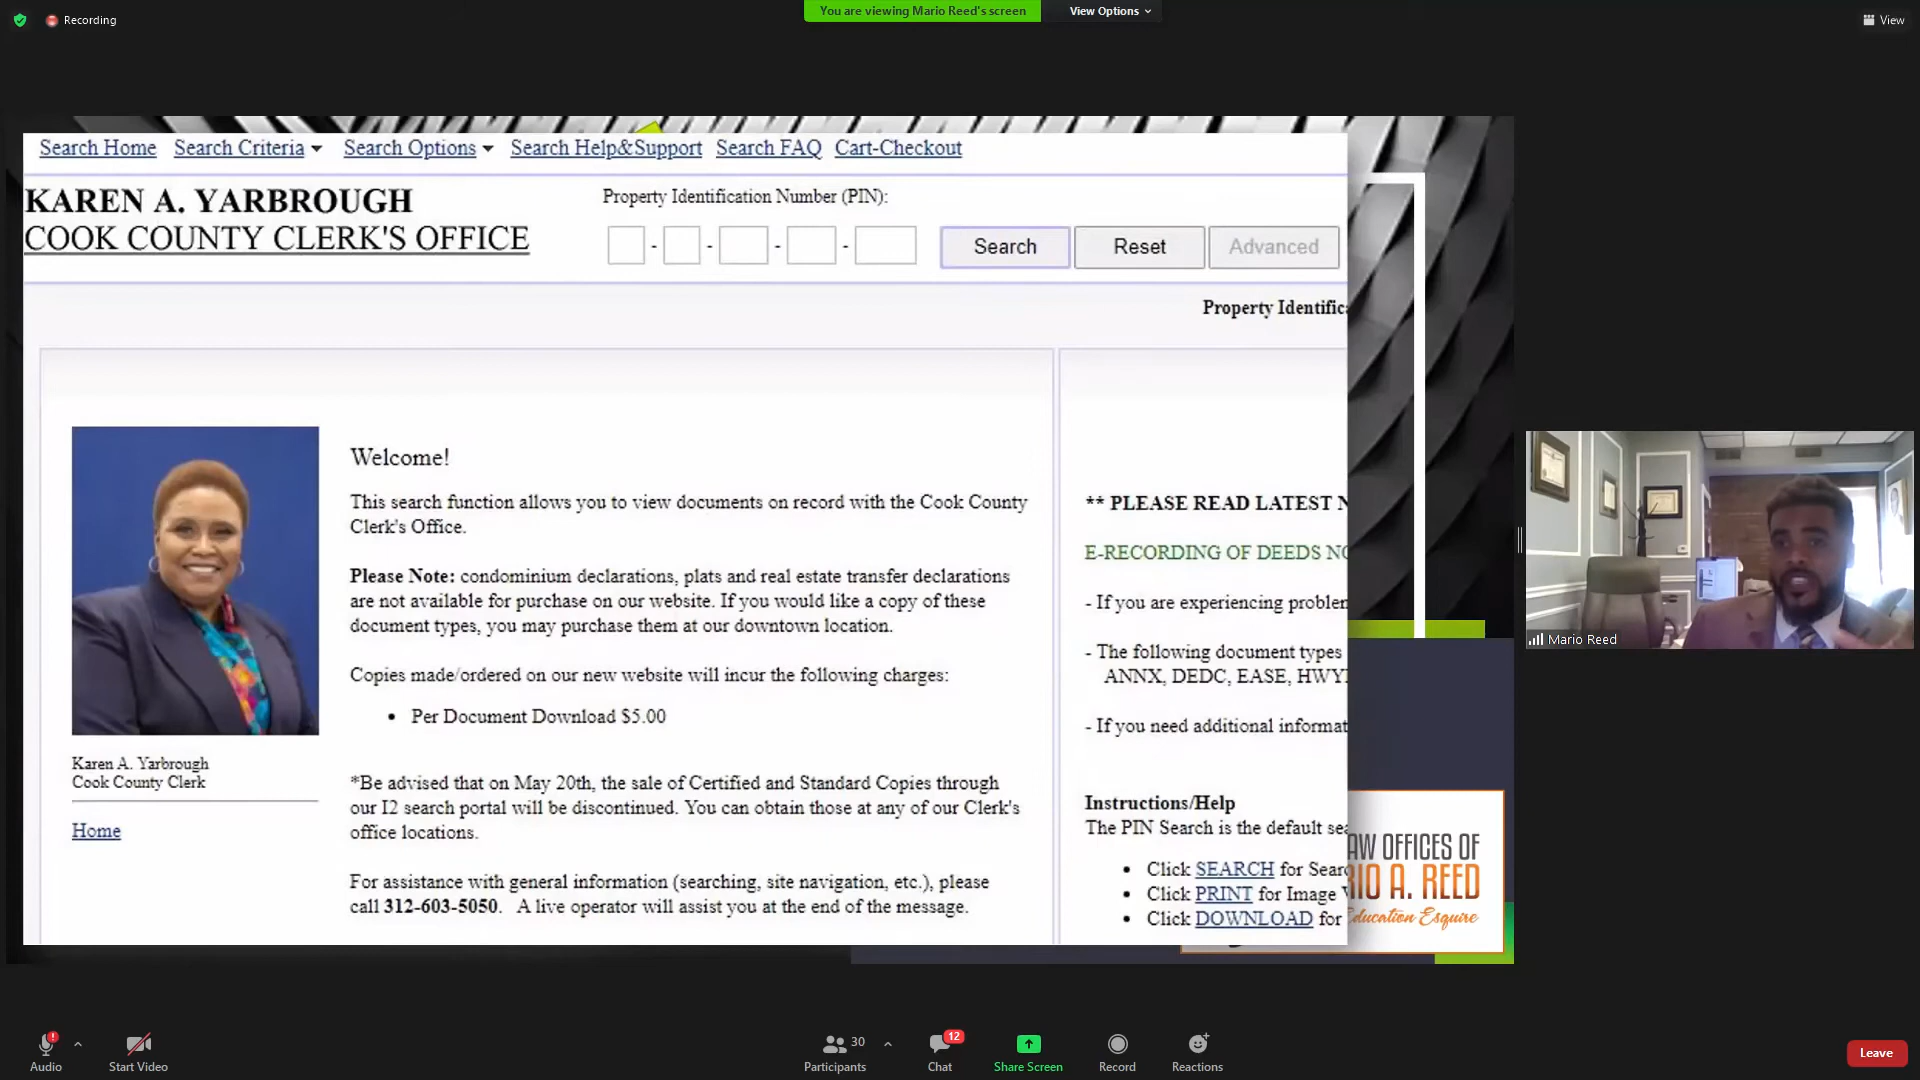 Recording
You are viewing Mario Reed's screen
View Options
View
Search Home Search Criteria Search Options Search Help&Support Search FAQ Cart-Checkout
KAREN A. YARBROUGH
COOK COUNTY CLERK'S OFFICE
Property Identification Number (PIN):
- - - -
Search Reset Advanced
Property
Welcome!
This search function allows you to view documents on record with the Cook County
Clerk's Office.
Please Note: condominium declarations, plats and real estate transfer declarations
are not available for purchase on our website. If you would like a copy of these
document types, you may purchase them at our downtown location.
Copies made/ordered on our new website will incur the following charges:
• Per Document Download $5.00
*Be advised that on May 20th, the sale of Certified and Standard Copies through
our I2 search portal will be discontinued. You can obtain those at any of our Clerk's
office locations.
For assistance with general information (searching, site navigation, etc.), please
call 312-603-5050. A live operator will assist you at the end of the message.
Karen A. Yarbrough
Cook County Clerk
Home
** PLEASE READ LATEST
E-RECORDING OF DEEDS
- If you are experiencing
- The following document types
ANNX, DEDC, EASE,
- If you need additional
Instructions/Help
The PIN Search is the default
• Click SEARCH for
• Click PRINT for Image
• Click DOWNLOAD for
AW OFFICES OF
RIO A. REED
Education Esquire
Mario Reed
Audio
Start Video
30
Participants
12
Chat
Share Screen
Record
Reactions
Leave